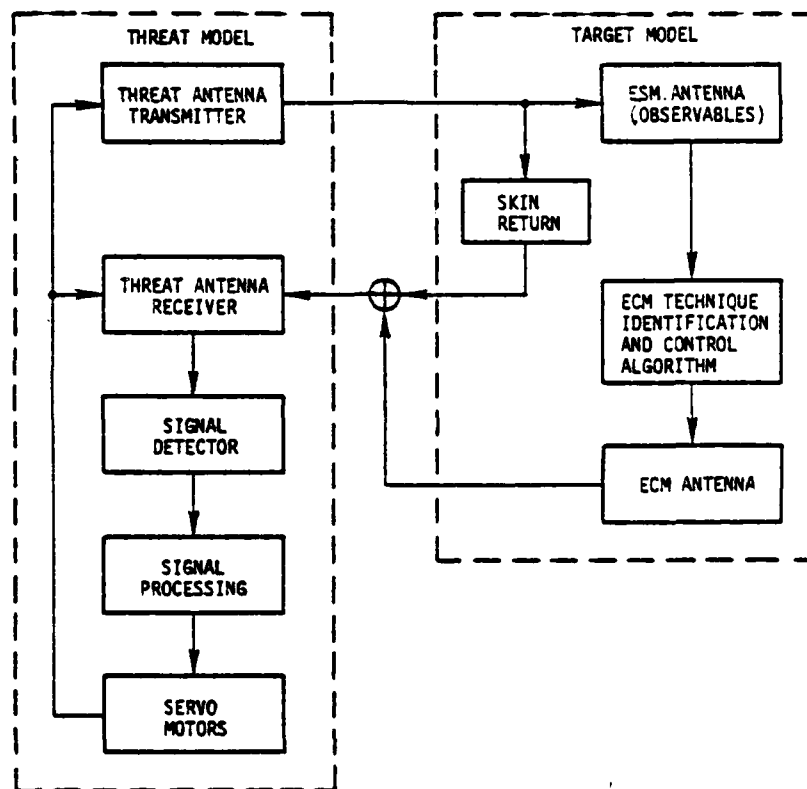 THREAT MODEL
THREAT ANTENNA
TRANSMITTER
THREAT ANTENNA
RECEIVER
SIGNAL
DETECTOR
SIGNAL
PROCESSING
SERVO
MOTORS
TARGET MODEL
ESM. ANTENNA
(OBSERVABLES)
SKIN
RETURN
ECM TECHNIQUE
IDENTIFICATION
AND CONTROL
ALGORITHM
ECM ANTENNA